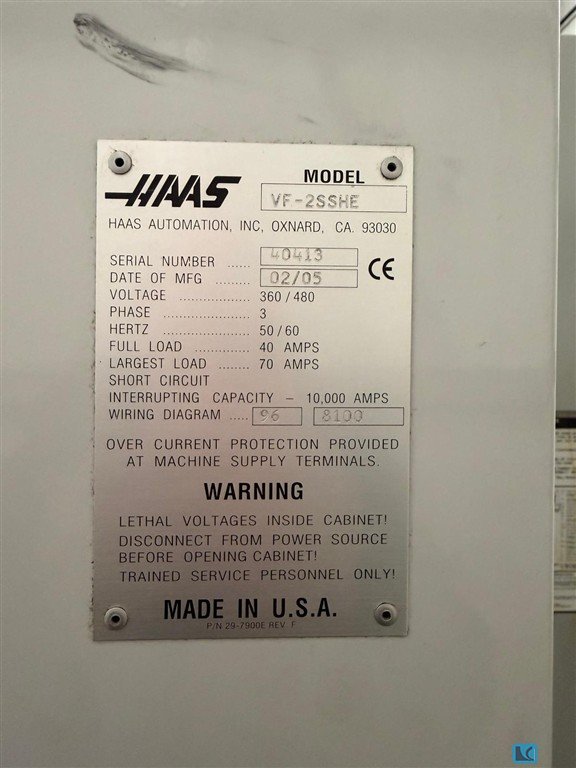 HAAS
MODEL
VF-2SSHE
HAAS AUTOMATION, INC, OXNARD, CA. 93030
SERIAL NUMBER ..... 40413
DATE OF MFG ........ 02/05
CE
VOLTAGE .................. 360/480
PHASE ...................... 3
HERTZ ...................... 50/60
FULL LOAD .............. 40 AMPS
LARGEST LOAD ........ 70 AMPS
SHORT CIRCUIT
INTERRUPTING CAPACITY – 10,000 AMPS
WIRING DIAGRAM ..... 96 8100
OVER CURRENT PROTECTION PROVIDED
AT MACHINE SUPPLY TERMINALS.
WARNING
LETHAL VOLTAGES INSIDE CABINET!
DISCONNECT FROM POWER SOURCE
BEFORE OPENING CABINET!
TRAINED SERVICE PERSONNEL ONLY!
MADE IN U.S.A.
P/N 29-7900E REV. F